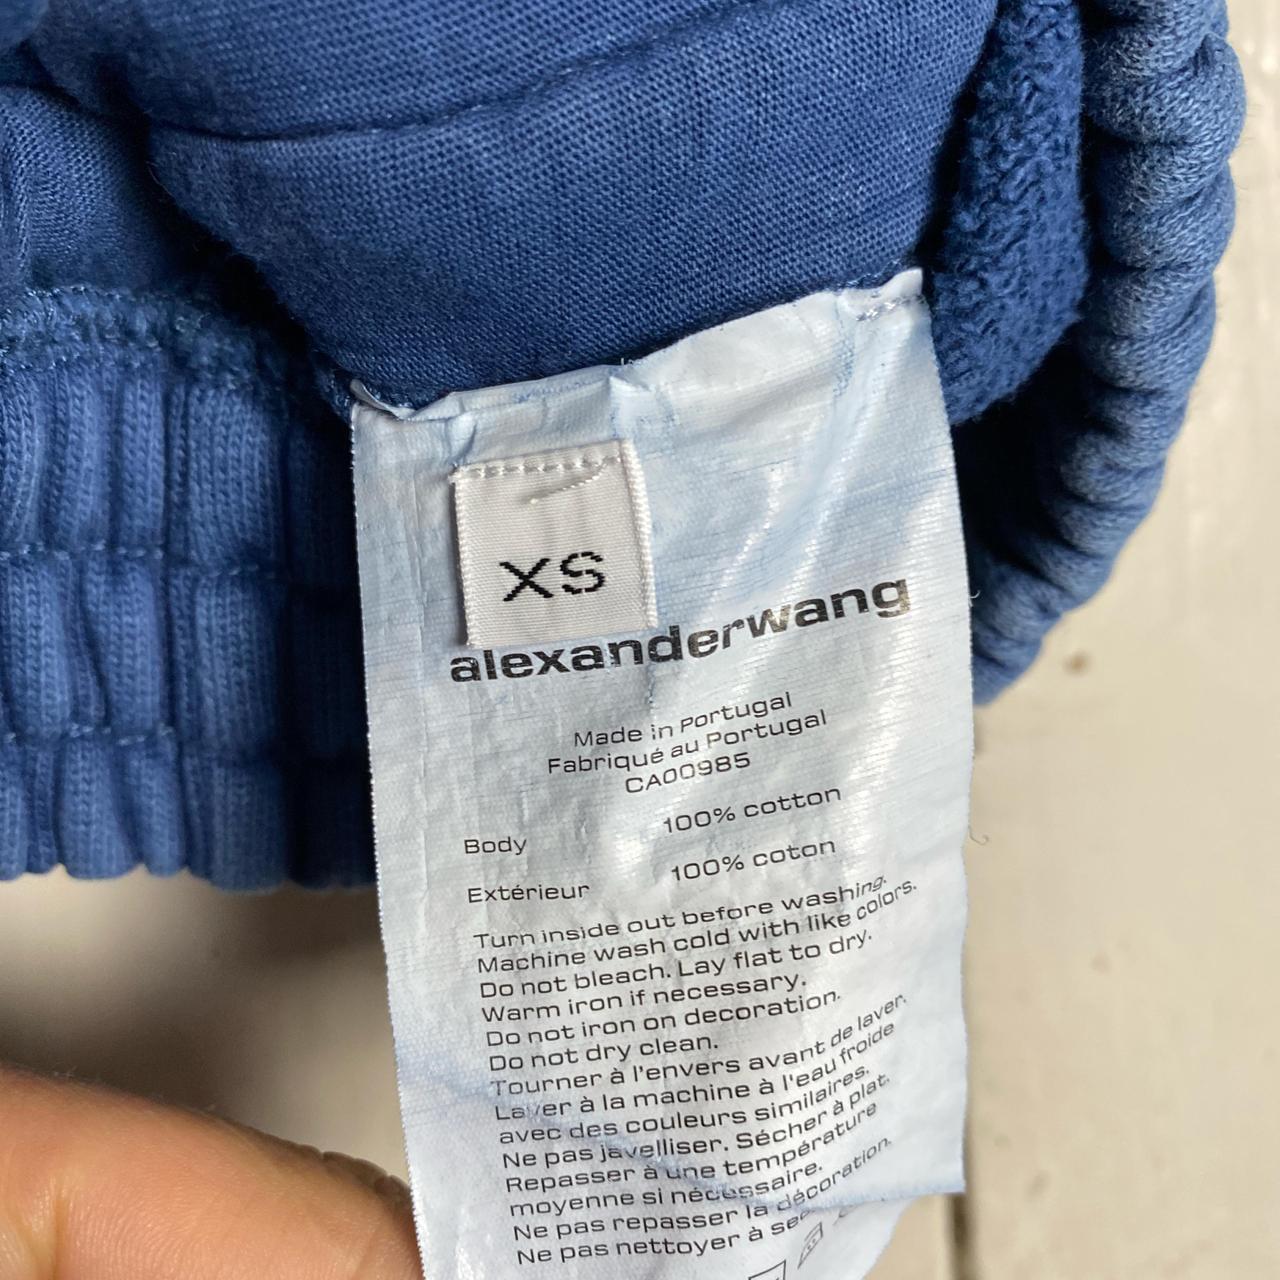 XS
alexanderwang
Made in Portugal
Fabriqué au Portugal
CA00985
Body 100% cotton
Extérieur 100% coton
Turn inside out before washing.
Machine wash cold with like colors.
Do not bleach. Lay flat to dry.
Warm iron if necessary.
Do not iron on decoration.
Do not dry clean.
Tourner à l'envers avant de laver.
Laver à la machine à l'eau froide
avec des couleurs similaires.
Ne pas javelliser. Sécher à plat.
Repasser à une température
moyenne si nécessaire.
Ne pas repasser la décoration.
Ne pas nettoyer à